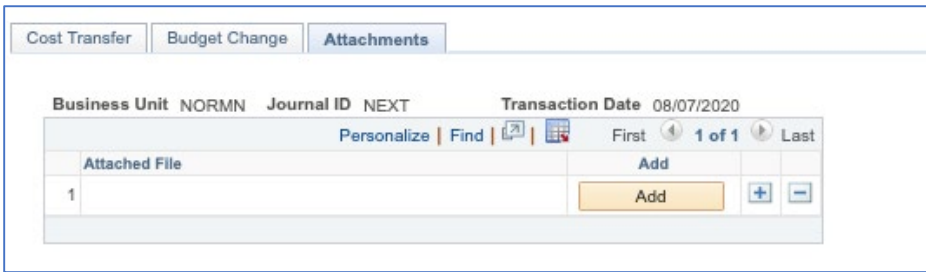 Cost Transfer Budget Change Attachments
Business Unit NORMN Journal ID NEXT Transaction Date 08/07/2020
Personalize | Find | | First 1 of 1 Last
Attached File Add
1 Add